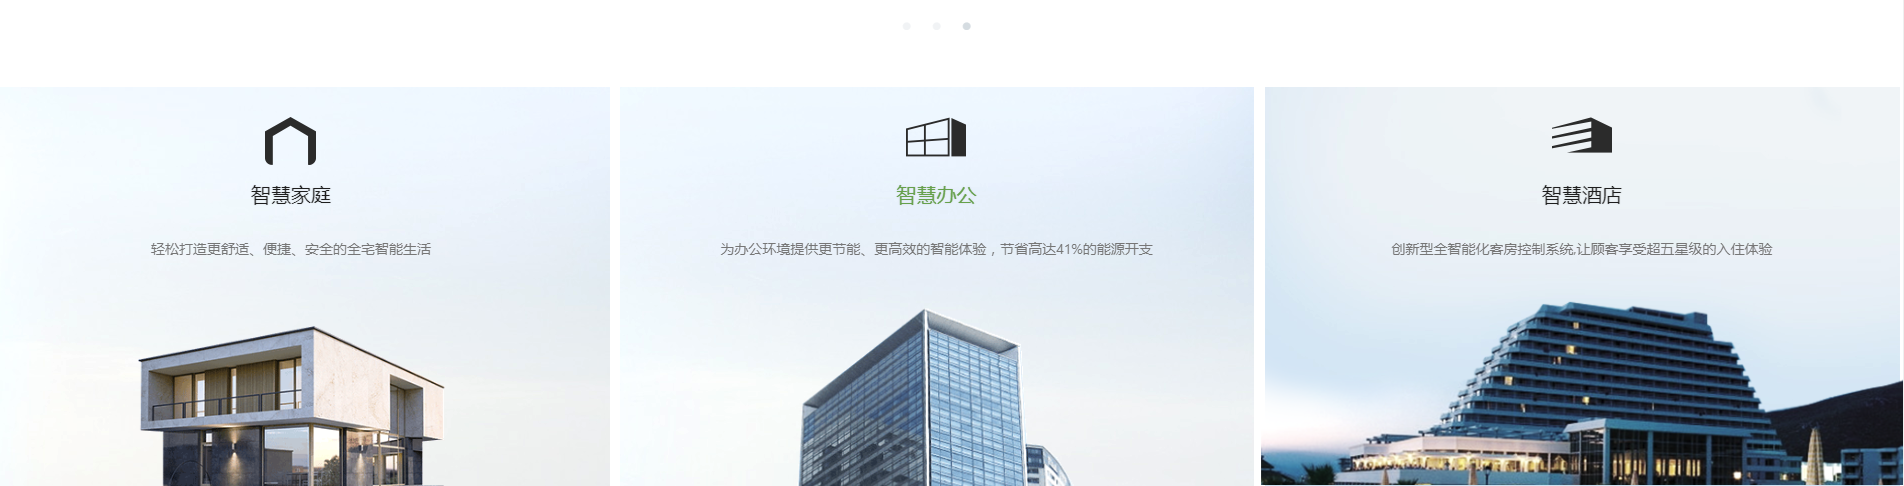 智慧家庭
轻松打造更舒适、便捷、安全的全宅智能生活
智慧办公
为办公环境提供更节能、更高效的智能体验，节省高达41%的能源开支
智慧酒店
创新型全智能化客房控制系统,让顾客享受超五星级的入住体验